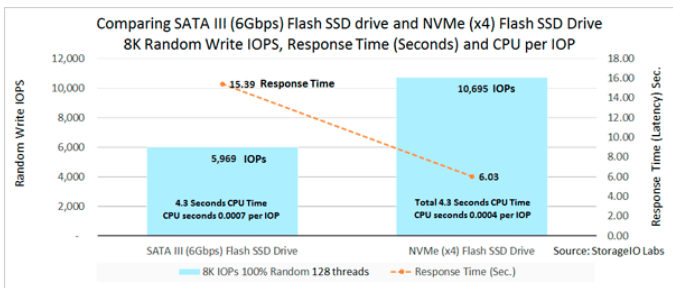 Comparing SATA III (6Gbps) Flash SSD drive and NVMe (x4) Flash SSD Drive
8K Random Write IOPS, Response Time (Seconds) and CPU per IOP
Random Write IOPS
12,000
10,000
8,000
6,000
4,000
2,000
-
15.39 Response Time
5,969 IOPs
4.3 Seconds CPU Time
CPU seconds 0.0007 per IOP
10,695 IOPs
6.03
Total 4.3 Seconds CPU Time
CPU seconds 0.0004 per IOP
18.00
16.00
14.00
12.00
10.00
8.00
6.00
4.00
2.00
0.00
Response Time (Latency) Sec.
SATA III (6Gbps) Flash SSD Drive
NVMe (x4) Flash SSD Drive
Source: StorageIO Labs
8K IOPs 100% Random 128 threads
Response Time (Sec.)